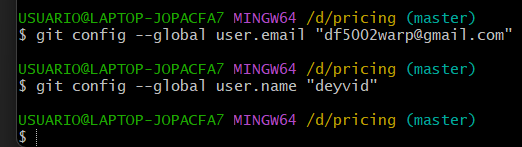 USUARIO@LAPTOP-JOPACFA7 MINGW64 /d/pricing (master)
$ git config --global user.email "df5002warp@gmail.com"

USUARIO@LAPTOP-JOPACFA7 MINGW64 /d/pricing (master)
$ git config --global user.name "deyvid"

USUARIO@LAPTOP-JOPACFA7 MINGW64 /d/pricing (master)
$